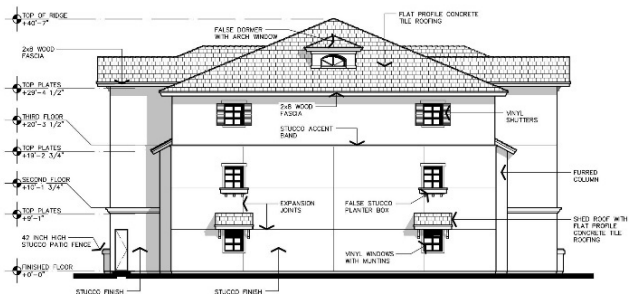 TOP OF RIDGE
+40'-7"
2x8 WOOD
FASCIA
TOP PLATES
+29'-4 1/2"
THIRD FLOOR
+20'-3 1/2"
TOP PLATES
+19'-2 3/4"
SECOND FLOOR
+10'-1 3/4"
TOP PLATES
+9'-1"
42 INCH HIGH
STUCCO PATIO FENCE
FINISHED FLOOR
+0'-0"
STUCCO FINISH
STUCCO FINISH
FALSE DORMER
WITH ARCH WINDOW
FLAT PROFILE CONCRETE
TILE ROOFING
2x8 WOOD
FASCIA
STUCCO ACCENT
BAND
VINYL
SHUTTERS
EXPANSION
JOINTS
FALSE STUCCO
PLANTER BOX
VINYL WINDOWS
WITH MUNTINS
FURRED
COLUMN
SHED ROOF WITH
FLAT PROFILE
CONCRETE TILE
ROOFING